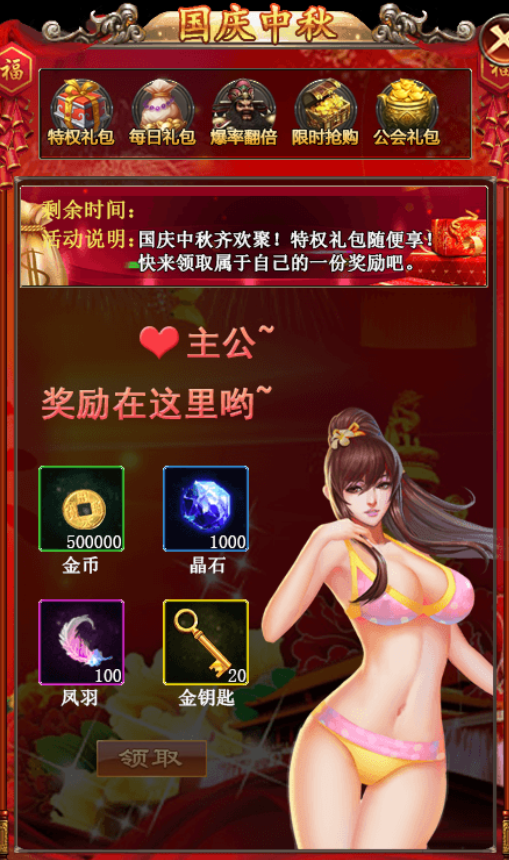 国庆中秋
福
福
特权礼包 每日礼包 爆率翻倍 限时抢购 公会礼包
剩余时间：
活动说明：国庆中秋齐欢聚！特权礼包随便享！
快来领取属于自己的一份奖励吧。
主公~
奖励在这里哟~
500000 1000
金币 晶石
100 20
凤羽 金钥匙
领取